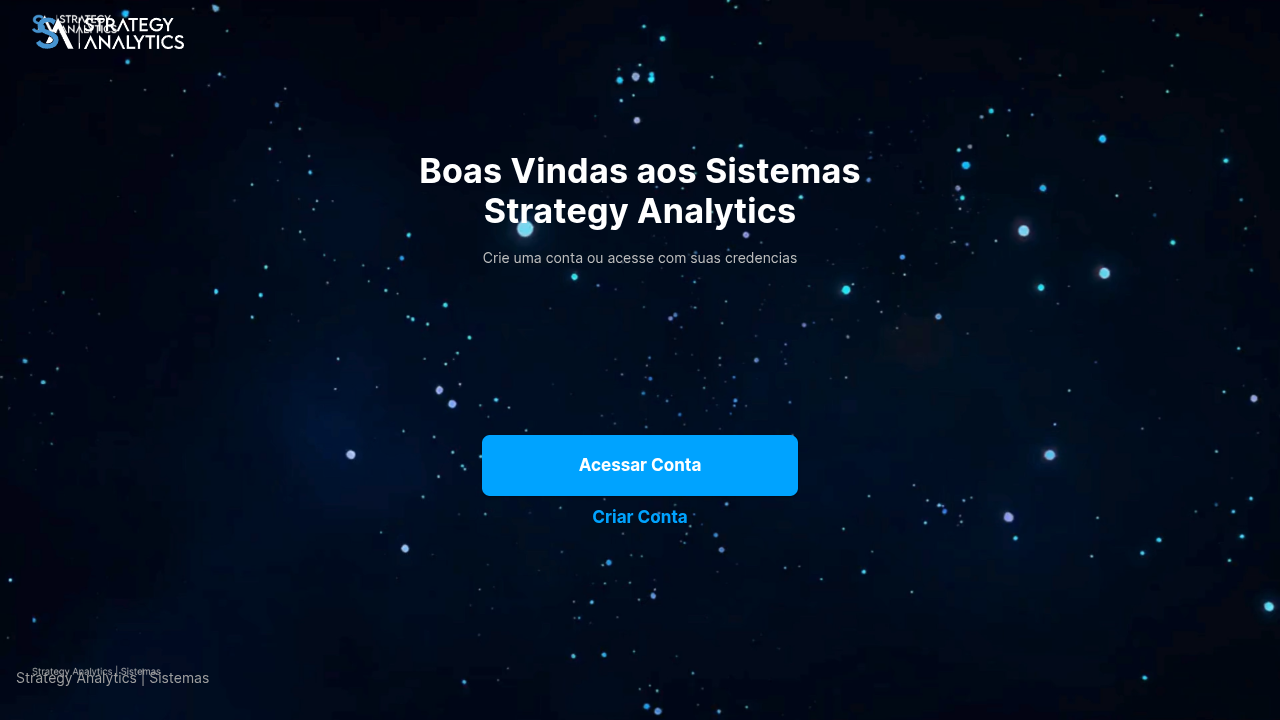 STRATEGY
ANALYTICS
STRATEGY
ANALYTICS
Boas Vindas aos Sistemas
Strategy Analytics
Crie uma conta ou acesse com suas credencias
Acessar Conta
Criar Conta
Strategy Analytics | Sistemas
Strategy Analytics | Sistemas